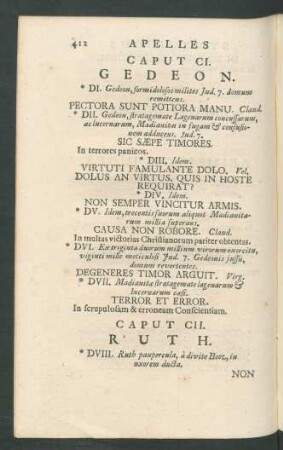 412 APELLES
CAPUT CI.
GEDEON.
* DI. Gedeon, formidolosos milites Jud. 7. domum
remittens.
PECTORA SUNT POTIORA MANU. Claud.
* DII. Gedeon, stratagemate Lagenarum concussarum,
ac lucernarum, Madianitas in fugam & confusio-
nem adducens. Jud. 7.
SIC SÆPE TIMORES.
In terrores panicos.
* DIII. Idem.
VIRTUTI FAMULANTE DOLO. Vel,
DOLUS AN VIRTUS. QUIS IN HOSTE
REQUIRAT?
* DIV. Idem.
NON SEMPER VINCITUR ARMIS.
* DV. Idem, trecentis suorum aliquot Madianita-
rum millia superans.
CAUSA NON ROBORE. Claud.
In multas victorias Christianorum pariter obtentas.
* DVI. Ex triginta duorum millium virorum exercitu,
viginti mille meticulosi Jud. 7. Gedeonis jussu,
domum revertentes.
DEGENERES TIMOR ARGUIT. Virg.
* DVII. Madianitæ stratagemate lagenarum &
lucernarum cæsi.
TERROR ET ERROR.
In scrupulosam & erroneam Conscientiam.
CAPUT CII.
RUTH.
* DVIII. Ruth paupercula, à divite Booz, in
uxorem ducta.
NON